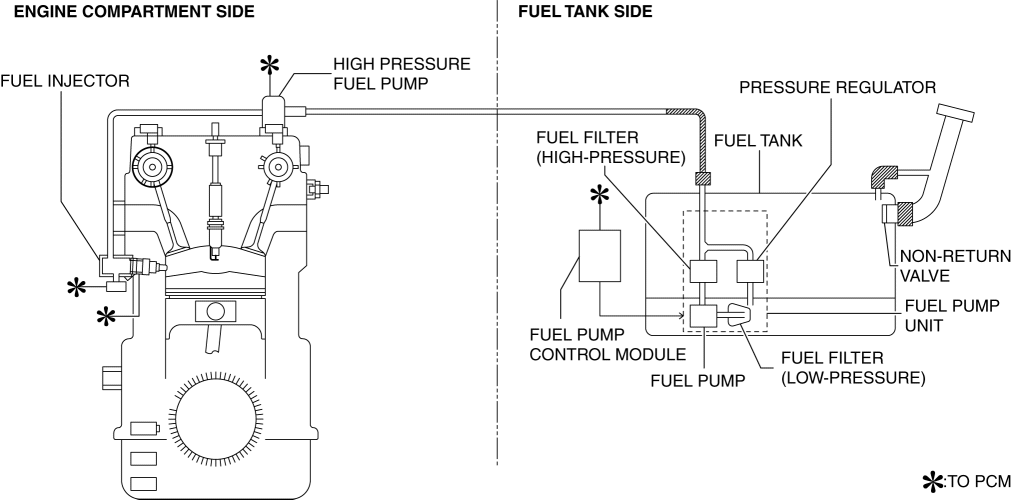 ENGINE COMPARTMENT SIDE
FUEL TANK SIDE
FUEL INJECTOR
HIGH PRESSURE
FUEL PUMP
PRESSURE REGULATOR
FUEL FILTER
(HIGH-PRESSURE)
FUEL TANK
NON-RETURN
VALVE
FUEL PUMP
UNIT
FUEL PUMP
CONTROL MODULE
FUEL PUMP
FUEL FILTER
(LOW-PRESSURE)
*:TO PCM